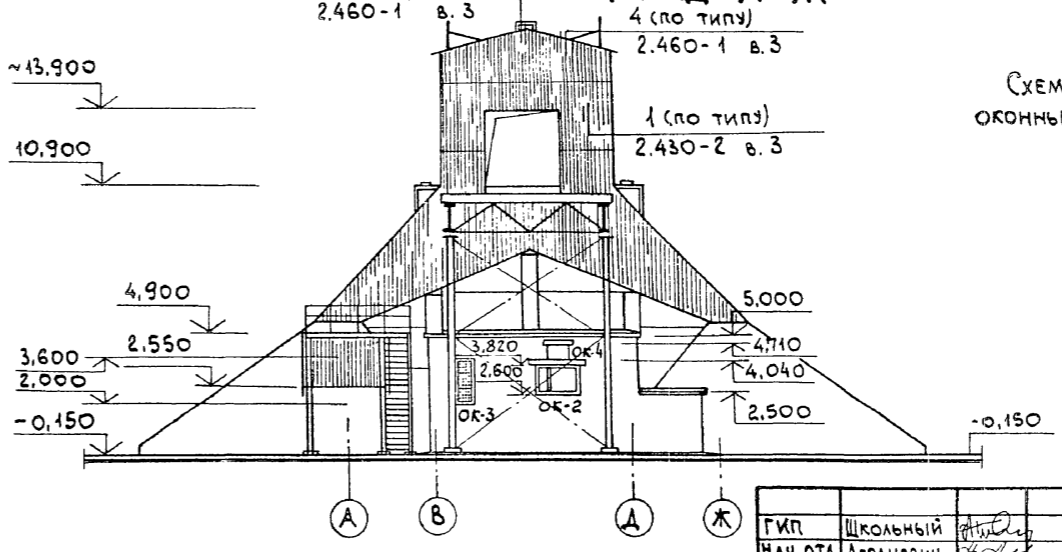 2.460-1 в.3
4 (по типу)
2.460-1 в.3
~13,900
Схем
оконны
1 (по типу)
2.430-2 в.3
10,900
4,900
5,000
3,600
2,550
3,820
ОК-4
4,710
2,000
2,600
4,040
ОК-3
ОК-2
2,500
-0,150
-0,150
А
В
Д
Ж
ГИП Школьный
Нач.отд